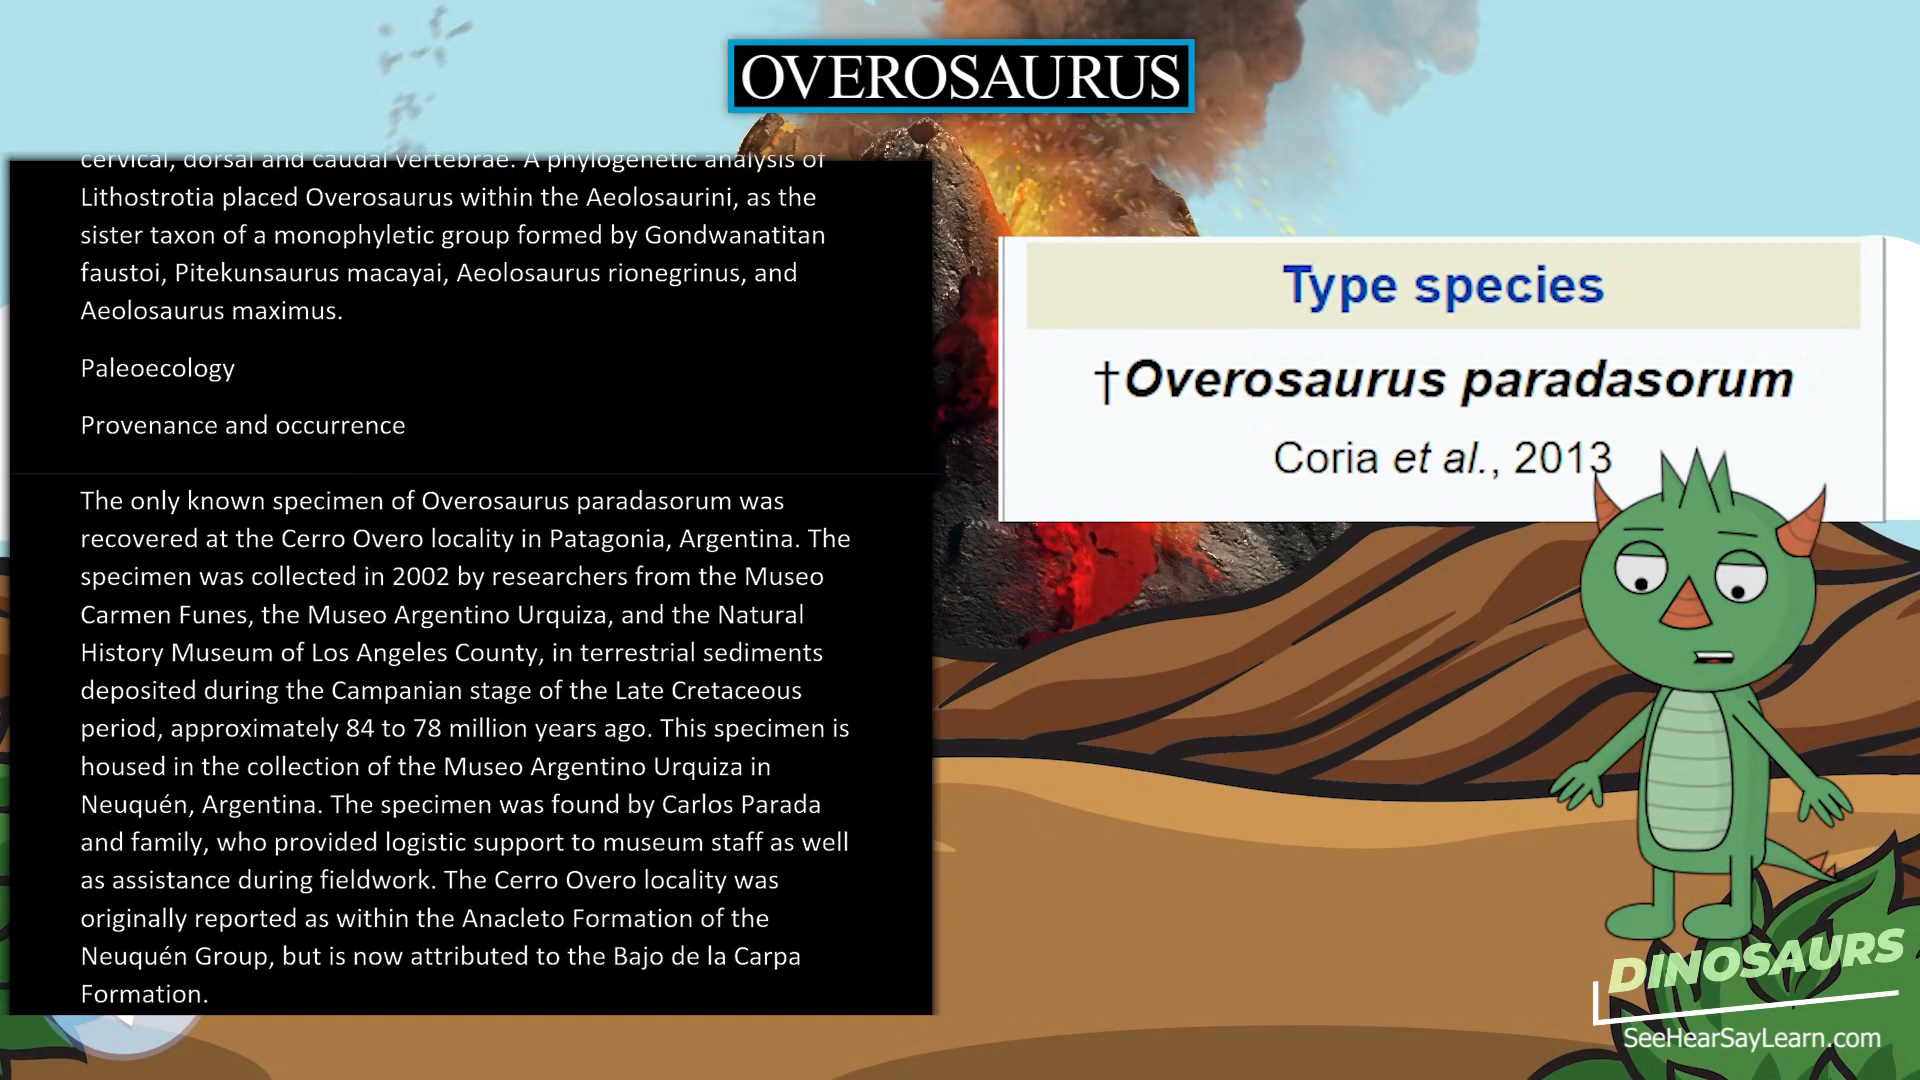 OVEROSAURUS
cervical, dorsal and caudal vertebrae. A phylogenetic analysis of
Lithostrotia placed Overosaurus within the Aeolosaurini, as the
sister taxon of a monophyletic group formed by Gondwanatitan
faustoi, Pitekunsaurus macayai, Aeolosaurus rionegrinus, and
Aeolosaurus maximus.
Paleoecology
Provenance and occurrence
The only known specimen of Overosaurus paradasorum was
recovered at the Cerro Overo locality in Patagonia, Argentina. The
specimen was collected in 2002 by researchers from the Museo
Carmen Funes, the Museo Argentino Urquiza, and the Natural
History Museum of Los Angeles County, in terrestrial sediments
deposited during the Campanian stage of the Late Cretaceous
period, approximately 84 to 78 million years ago. This specimen is
housed in the collection of the Museo Argentino Urquiza in
Neuquén, Argentina. The specimen was found by Carlos Parada
and family, who provided logistic support to museum staff as well
as assistance during fieldwork. The Cerro Overo locality was
originally reported as within the Anacleto Formation of the
Neuquén Group, but is now attributed to the Bajo de la Carpa
Formation.
Type species
†Overosaurus paradasorum
Coria et al., 2013
DINOSAURS
SeeHearSayLearn.com